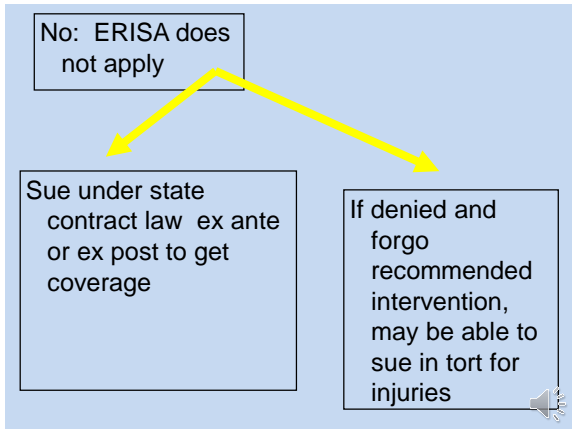 No: ERISA does
not apply
Sue under state
contract law ex ante
or ex post to get
coverage
If denied and
forgo
recommended
intervention,
may be able to
sue in tort for
injuries